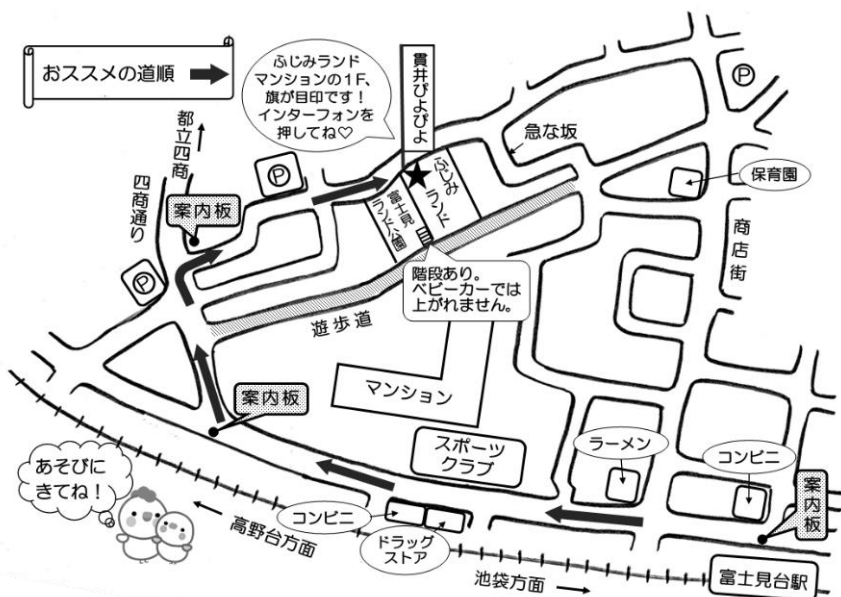 おススメの道順
ふじみランド
マンションの1F、
旗が目印です！
インターフォンを
押してね♡
貫井ぴよぴよ
都立四商
四商通り
P
案内板
P
P
急な坂
保育園
商店街
ふじみランド
富士見ランド公園
階段あり。
ベビーカーでは
上がれません。
遊歩道
マンション
案内板
スポーツ
クラブ
ラーメン
コンビニ
案内板
あそびに
きてね！
高野台方面
コンビニ
ドラッグ
ストア
池袋方面
富士見台駅